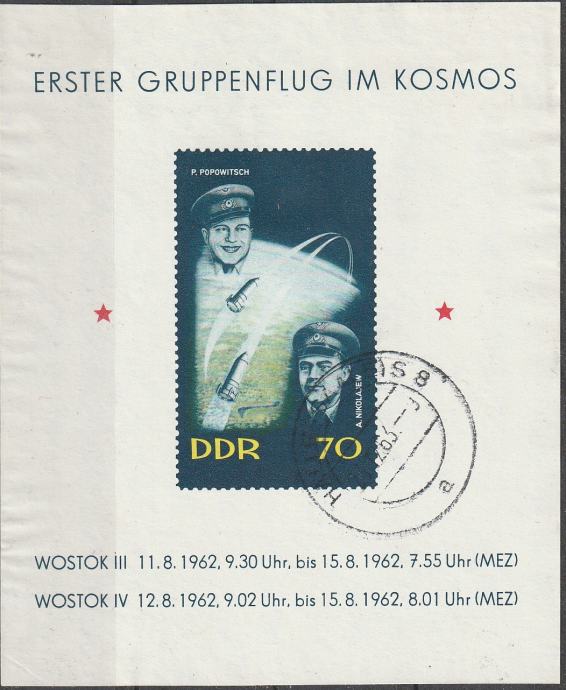 ERSTER GRUPPENFLUG IM KOSMOS
P. POPOWITSCH
A. NIKOLAJEW
DDR 70
8
a
WOSTOK III 11.8.1962, 9.30 Uhr, bis 15.8.1962, 7.55 Uhr (MEZ)
WOSTOK IV 12.8.1962, 9.02 Uhr, bis 15.8.1962, 8.01 Uhr (MEZ)